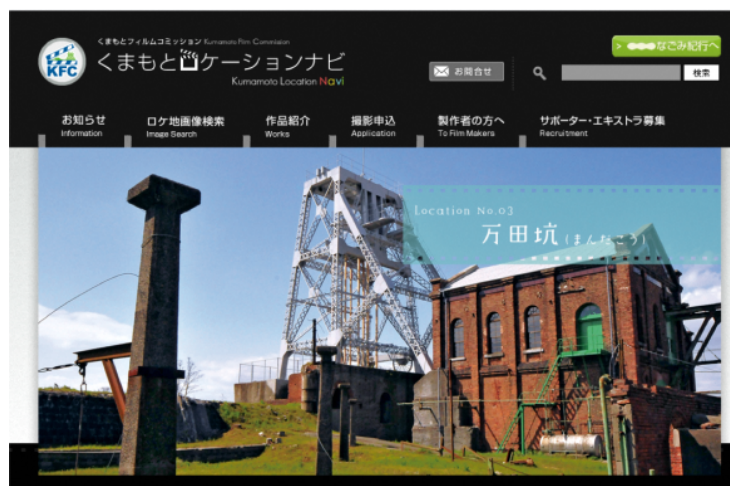 くまもとフィルムコミッション Kumamoto Film Commission
KFC
くまもとロケーションナビ
Kumamoto Location Navi
> ●●●なごみ紀行へ
お問合せ
検索
お知らせ
Information
ロケ地画像検索
Image Search
作品紹介
Works
撮影申込
Application
製作者の方へ
To Film Makers
サポーター・エキストラ募集
Recruitment
Location No.03
万田坑(まんだこう)